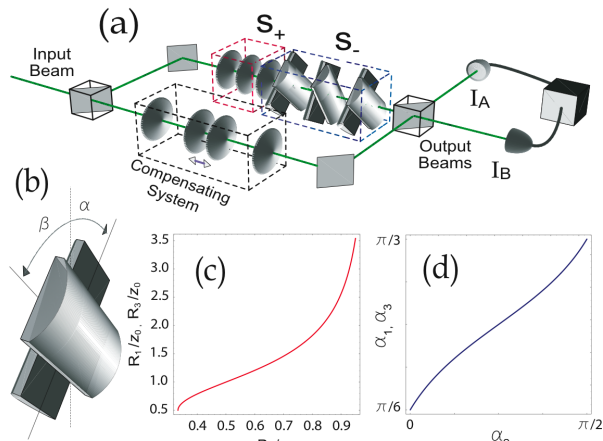 (a)
S+
S-
Input
Beam
Compensating
System
I_A
Output
Beams
I_B
(b)
β
α
R₁/z₀, R₃/z₀
3.5
3.0
2.5
2.0
1.5
1.0
0.5
(c)
0.4
0.5
0.6
0.7
0.8
0.9
α₁, α₃
π/3
(d)
π/6
0
π/2